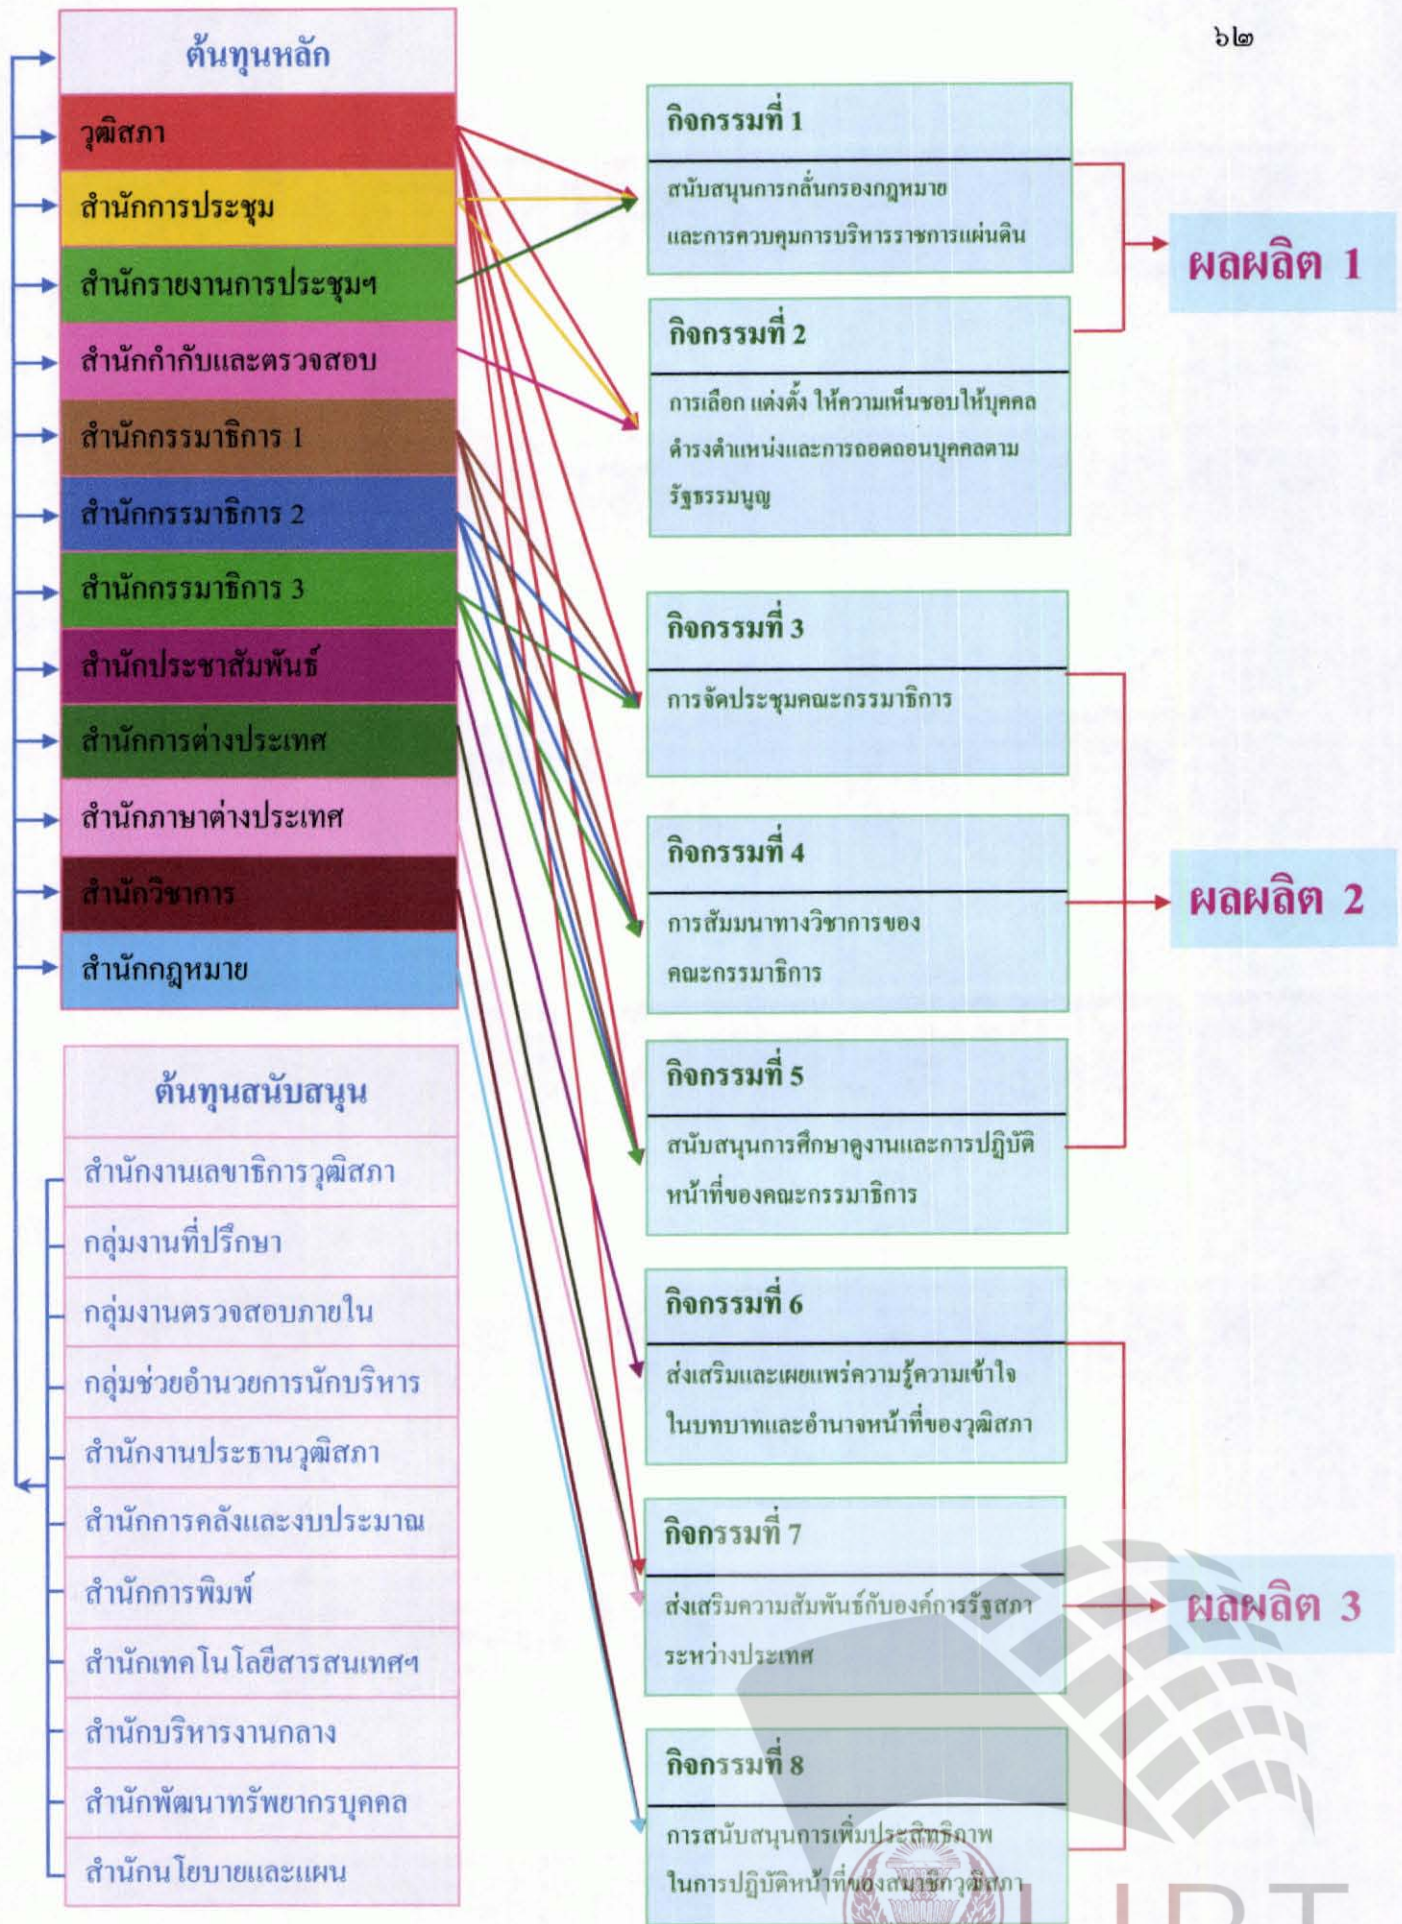 ๖๒
ต้นทุนหลัก
วุฒิสภา
สำนักการประชุม
สำนักรายงานการประชุมฯ
สำนักกำกับและตรวจสอบ
สำนักกรรมาธิการ 1
สำนักกรรมาธิการ 2
สำนักกรรมาธิการ 3
สำนักประชาสัมพันธ์
สำนักการต่างประเทศ
สำนักภาษาต่างประเทศ
สำนักวิชาการ
สำนักกฎหมาย
ต้นทุนสนับสนุน
สำนักงานเลขาธิการวุฒิสภา
กลุ่มงานที่ปรึกษา
กลุ่มงานตรวจสอบภายใน
กลุ่มช่วยอำนวยการนักบริหาร
สำนักงานประธานวุฒิสภา
สำนักการคลังและงบประมาณ
สำนักการพิมพ์
สำนักเทคโนโลยีสารสนเทศฯ
สำนักบริหารงานกลาง
สำนักพัฒนาทรัพยากรบุคคล
สำนักนโยบายและแผน
กิจกรรมที่ 1
สนับสนุนการกลั่นกรองกฎหมาย
และการควบคุมการบริหารราชการแผ่นดิน
กิจกรรมที่ 2
การเลือก แต่งตั้ง ให้ความเห็นชอบให้บุคคล
ดำรงตำแหน่งและการถอดถอนบุคคลตาม
รัฐธรรมนูญ
กิจกรรมที่ 3
การจัดประชุมคณะกรรมาธิการ
กิจกรรมที่ 4
การสัมมนาทางวิชาการของ
คณะกรรมาธิการ
กิจกรรมที่ 5
สนับสนุนการศึกษาดูงานและการปฏิบัติ
หน้าที่ของคณะกรรมาธิการ
กิจกรรมที่ 6
ส่งเสริมและเผยแพร่ความรู้ความเข้าใจ
ในบทบาทและอำนาจหน้าที่ของวุฒิสภา
กิจกรรมที่ 7
ส่งเสริมความสัมพันธ์กับองค์การรัฐสภา
ระหว่างประเทศ
กิจกรรมที่ 8
การสนับสนุนการเพิ่มประสิทธิภาพ
ในการปฏิบัติหน้าที่ของสมาชิกวุฒิสภา
ผลผลิต 1
ผลผลิต 2
ผลผลิต 3